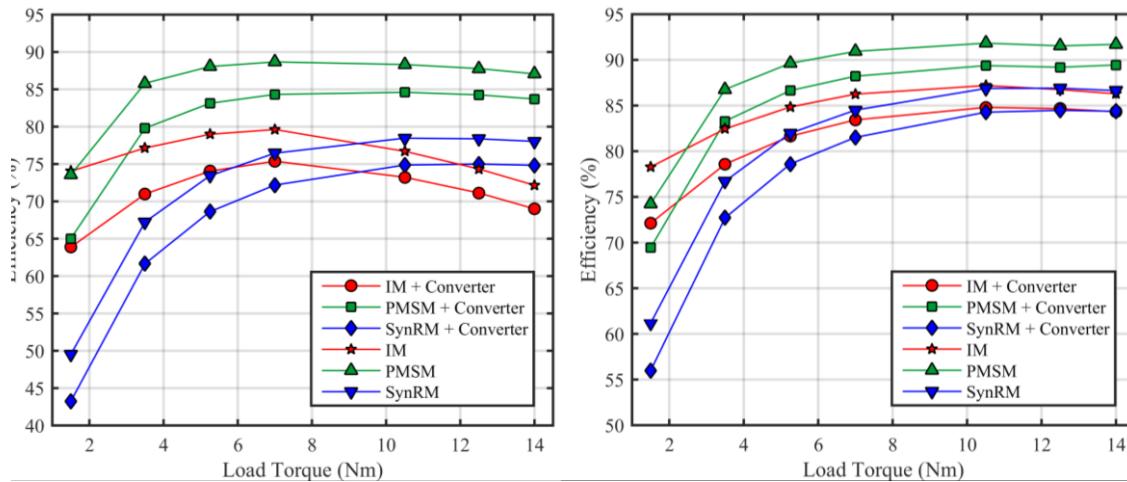 95
90
85
80
75
70
65
60
55
50
45
40
Efficiency (%)
IM + Converter
PMSM + Converter
SynRM + Converter
IM
PMSM
SynRM
2 4 6 8 10 12 14
Load Torque (Nm)
95
90
85
80
75
70
65
60
55
50
Efficiency (%)
IM + Converter
PMSM + Converter
SynRM + Converter
IM
PMSM
SynRM
2 4 6 8 10 12 14
Load Torque (Nm)